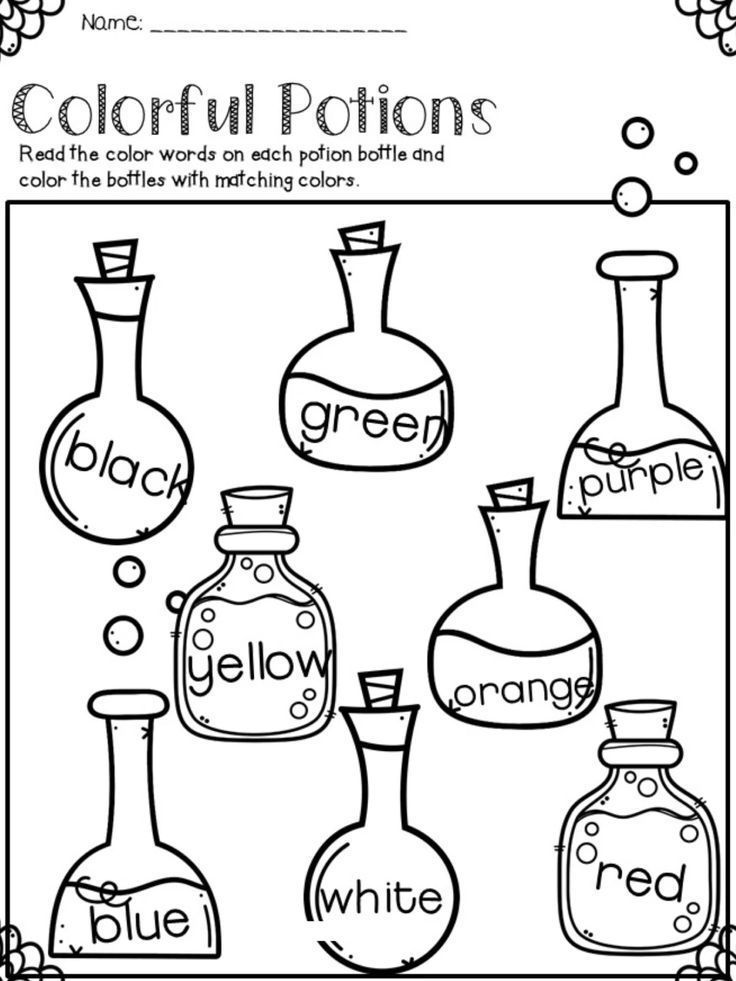 Name: ___________________
Colorful Potions
Read the color words on each potion bottle and
color the bottles with matching colors.
black
green
purple
yellow
orange
blue
white
red